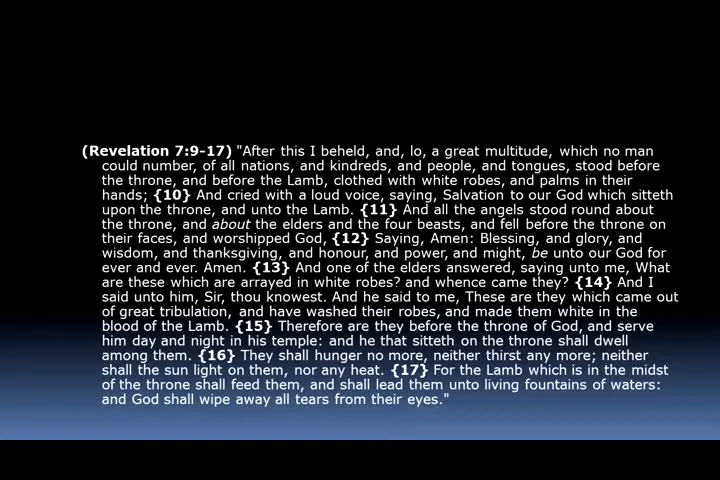 (Revelation 7:9-17) "After this I beheld, and, lo, a great multitude, which no man
could number, of all nations, and kindreds, and people, and tongues, stood before
the throne, and before the Lamb, clothed with white robes, and palms in their
hands; {10} And cried with a loud voice, saying, Salvation to our God which sitteth
upon the throne, and unto the Lamb. {11} And all the angels stood round about
the throne, and about the elders and the four beasts, and fell before the throne on
their faces, and worshipped God, {12} Saying, Amen: Blessing, and glory, and
wisdom, and thanksgiving, and honour, and power, and might, be unto our God for
ever and ever. Amen. {13} And one of the elders answered, saying unto me, What
are these which are arrayed in white robes? and whence came they? {14} And I
said unto him, Sir, thou knowest. And he said to me, These are they which came out
of great tribulation, and have washed their robes, and made them white in the
blood of the Lamb. {15} Therefore are they before the throne of God, and serve
him day and night in his temple: and he that sitteth on the throne shall dwell
among them. {16} They shall hunger no more, neither thirst any more; neither
shall the sun light on them, nor any heat. {17} For the Lamb which is in the midst
of the throne shall feed them, and shall lead them unto living fountains of waters:
and God shall wipe away all tears from their eyes."